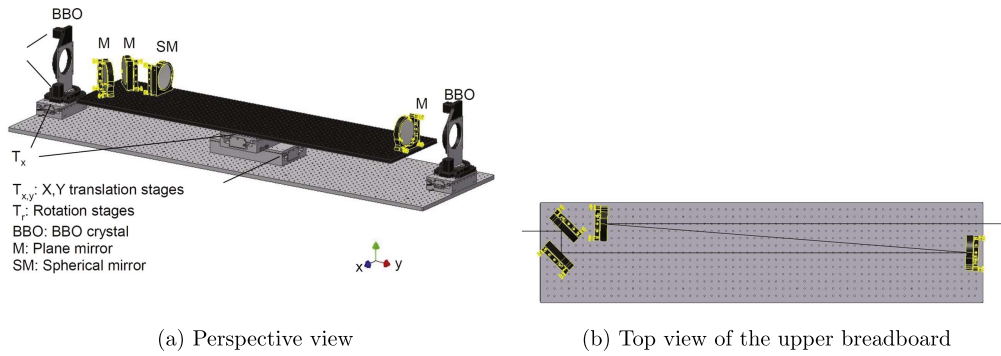 BBO
M M SM
BBO
M
Tx
Tx,y: X,Y translation stages
Tr: Rotation stages
BBO: BBO crystal
M: Plane mirror
SM: Spherical mirror
x y
(a) Perspective view
(b) Top view of the upper breadboard